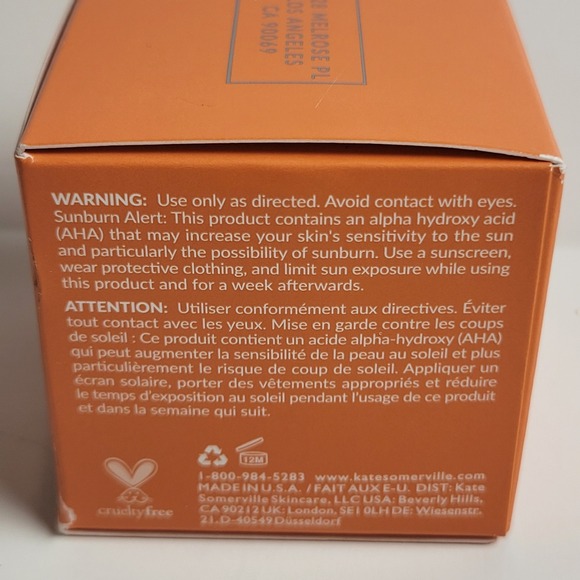 MELROSE PL
LOS ANGELES
CA 90069
WARNING: Use only as directed. Avoid contact with eyes.
Sunburn Alert: This product contains an alpha hydroxy acid
(AHA) that may increase your skin's sensitivity to the sun
and particularly the possibility of sunburn. Use a sunscreen,
wear protective clothing, and limit sun exposure while using
this product and for a week afterwards.
ATTENTION: Utiliser conformément aux directives. Éviter
tout contact avec les yeux. Mise en garde contre les coups
de soleil : Ce produit contient un acide alpha-hydroxy (AHA)
qui peut augmenter la sensibilité de la peau au soleil et plus
particulièrement le risque de coup de soleil. Appliquer un
écran solaire, porter des vêtements appropriés et réduire
le temps d'exposition au soleil pendant l'usage de ce produit
et dans la semaine qui suit.
12M
1-800-984-5283 www.katesomerville.com
MADE IN U.S.A. / FAIT AUX E-U. DIST: Kate
Somerville Skincare, LLC USA: Beverly Hills,
CA 90212 UK: London. SE1 0LH DE: Wiesenstr.
21.D-40549 Düsseldorf
crueltyfree